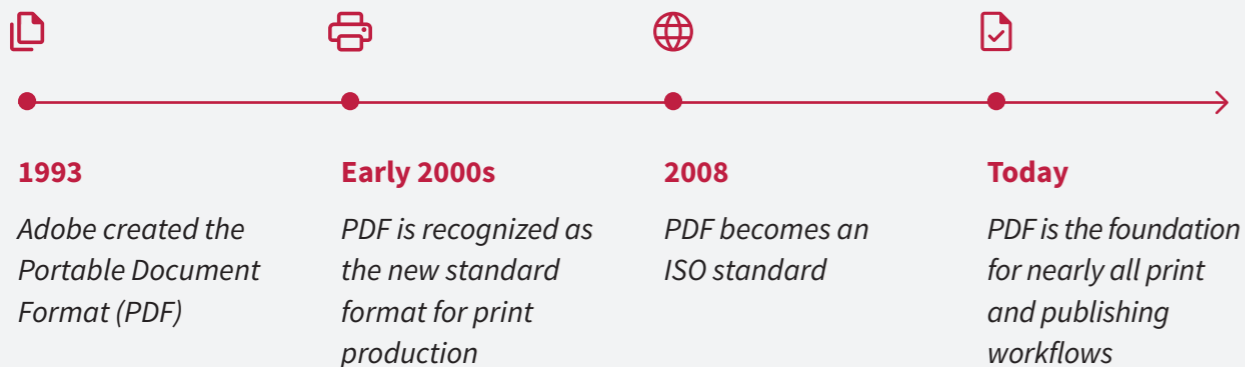 1993
Adobe created the
Portable Document
Format (PDF)
Early 2000s
PDF is recognized as
the new standard
format for print
production
2008
PDF becomes an
ISO standard
Today
PDF is the foundation
for nearly all print
and publishing
workflows